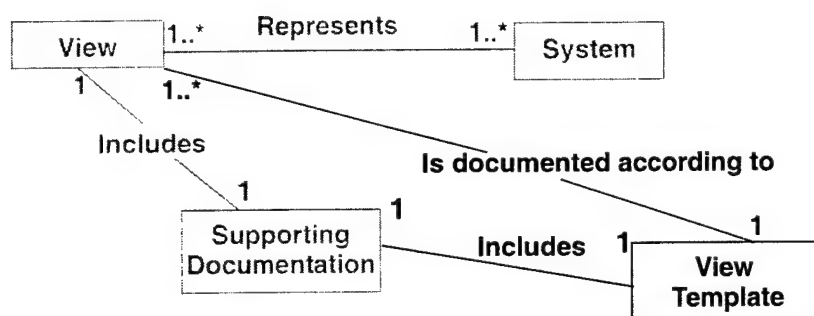 1..* Represents 1..*
View
System
1
1..*
Includes
Is documented according to
1
1
1
1
Supporting
Documentation
Includes
View
Template